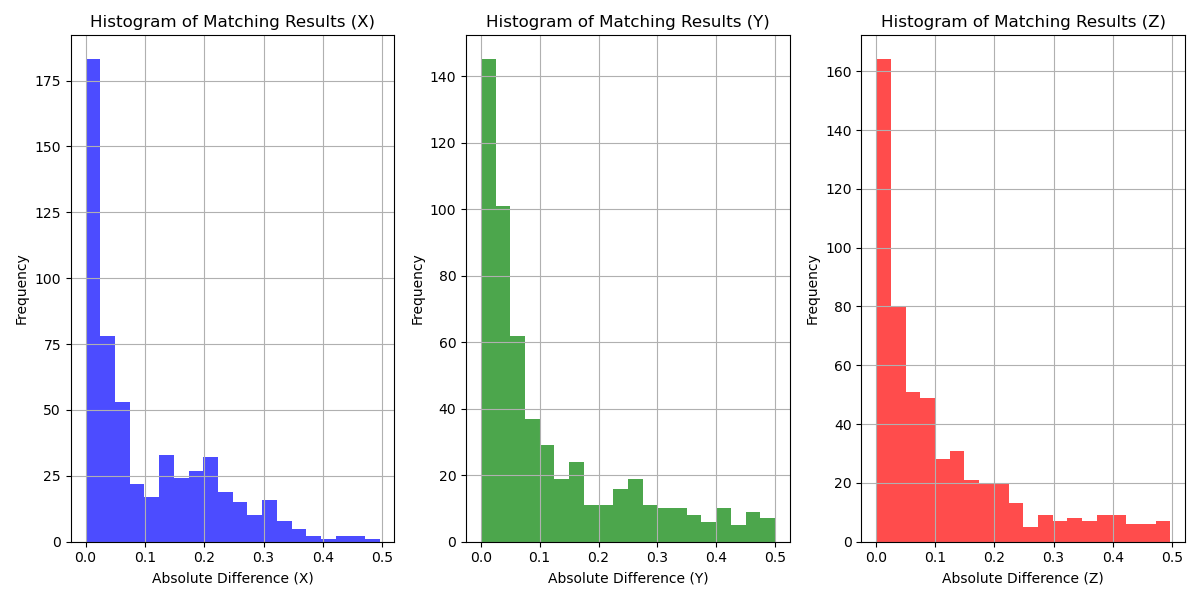 Histogram of Matching Results (X)
Frequency
175
150
125
100
75
50
25
0
0.0 0.1 0.2 0.3 0.4 0.5
Absolute Difference (X)
Histogram of Matching Results (Y)
Frequency
140
120
100
80
60
40
20
0
0.0 0.1 0.2 0.3 0.4 0.5
Absolute Difference (Y)
Histogram of Matching Results (Z)
Frequency
160
140
120
100
80
60
40
20
0
0.0 0.1 0.2 0.3 0.4 0.5
Absolute Difference (Z)